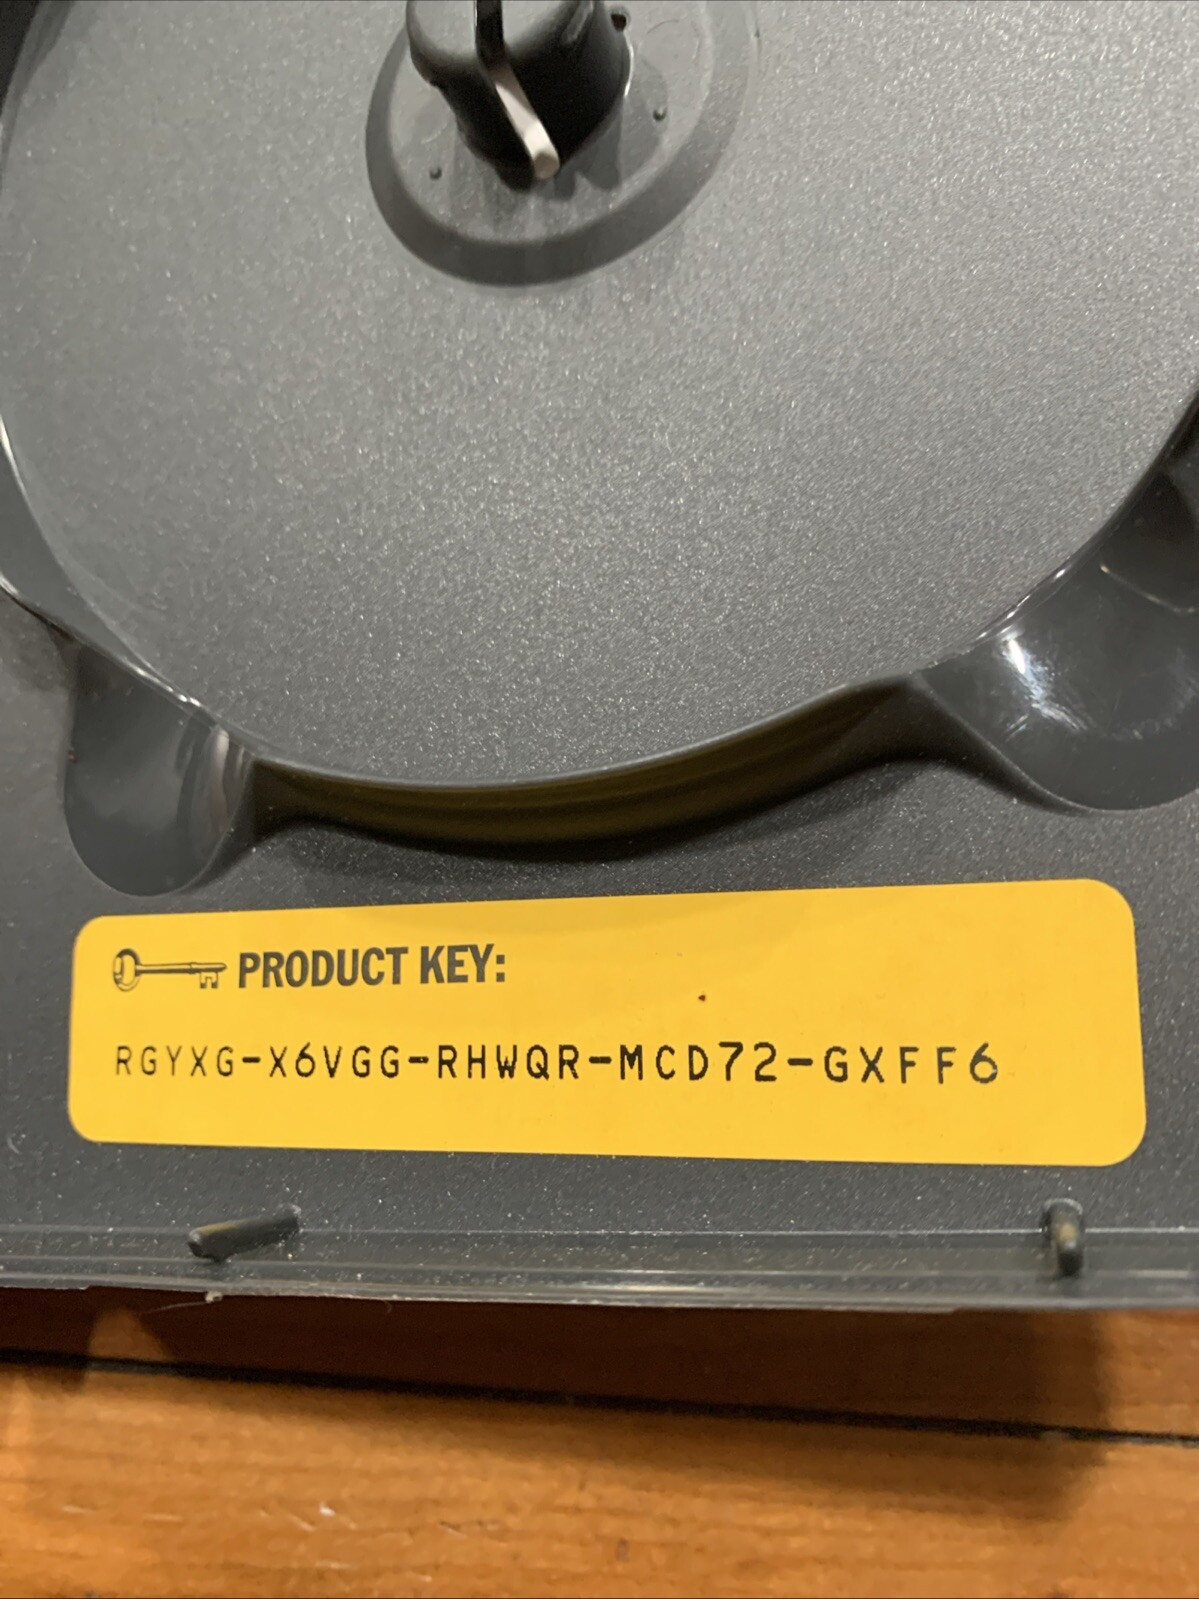 PRODUCT KEY:
RGYXG-X6VGG-RHWQR-MCD72-GXFF6